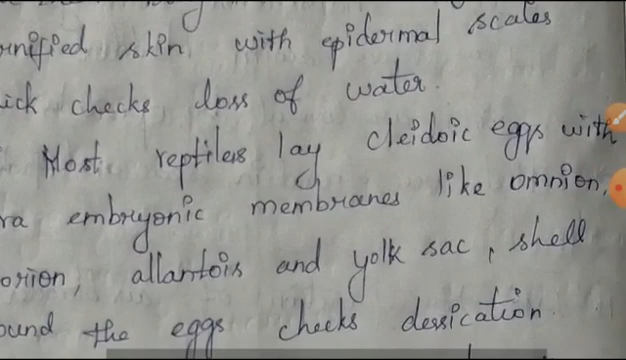 rnified skin with epidermal scales
ick checks loss of water.
Most reptiles lay cleidoic eggs with
ra embryonic membranes like omnion,
orion, allantois and yolk sac, shell
ound the eggs checks dessication.